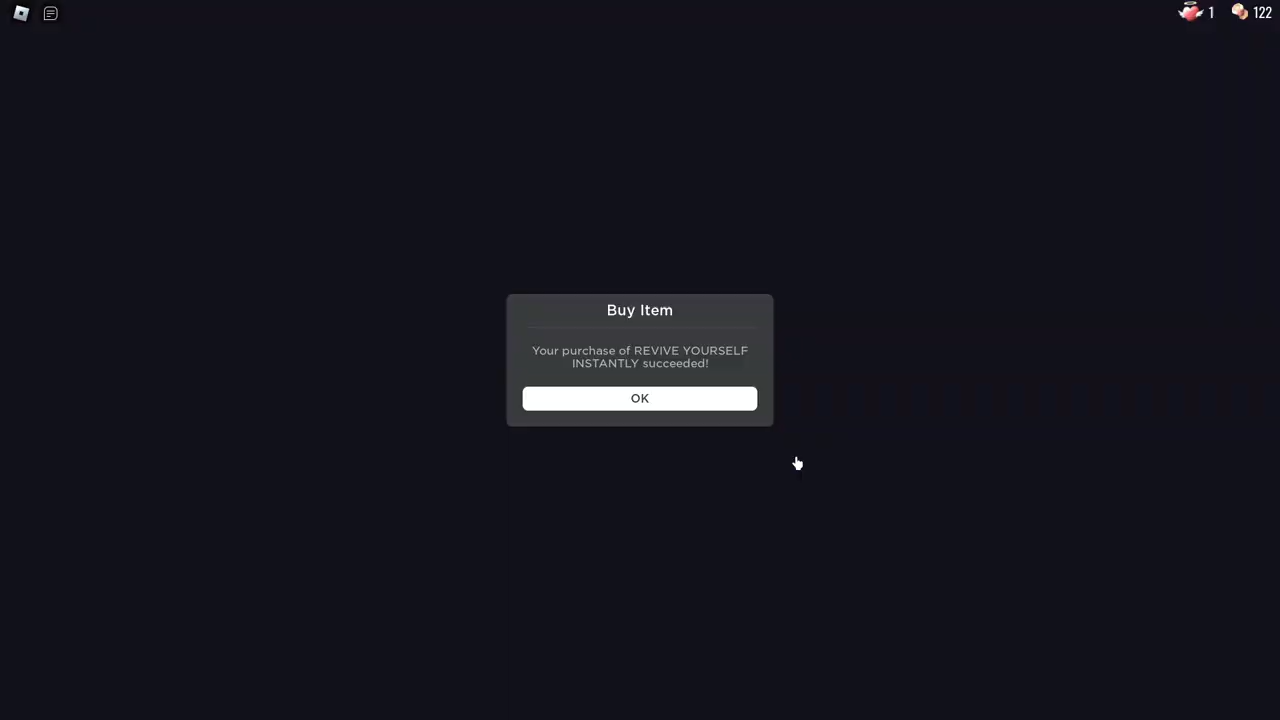 1 122
Buy Item
Your purchase of REVIVE YOURSELF
INSTANTLY succeeded!
OK